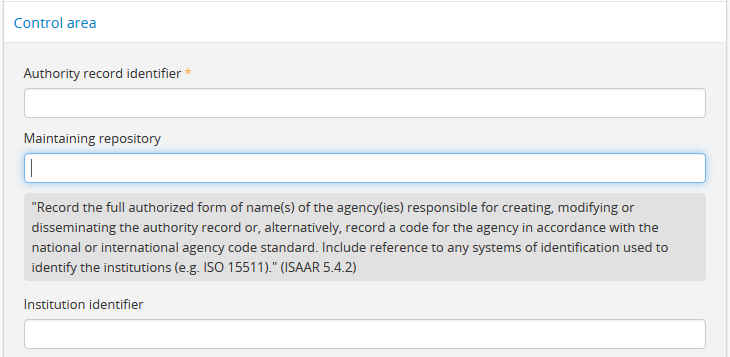 Control area
Authority record identifier *
Maintaining repository
"Record the full authorized form of name(s) of the agency(ies) responsible for creating, modifying or
disseminating the authority record or, alternatively, record a code for the agency in accordance with the
national or international agency code standard. Include reference to any systems of identification used to
identify the institutions (e.g. ISO 15511)." (ISAAR 5.4.2)
Institution identifier